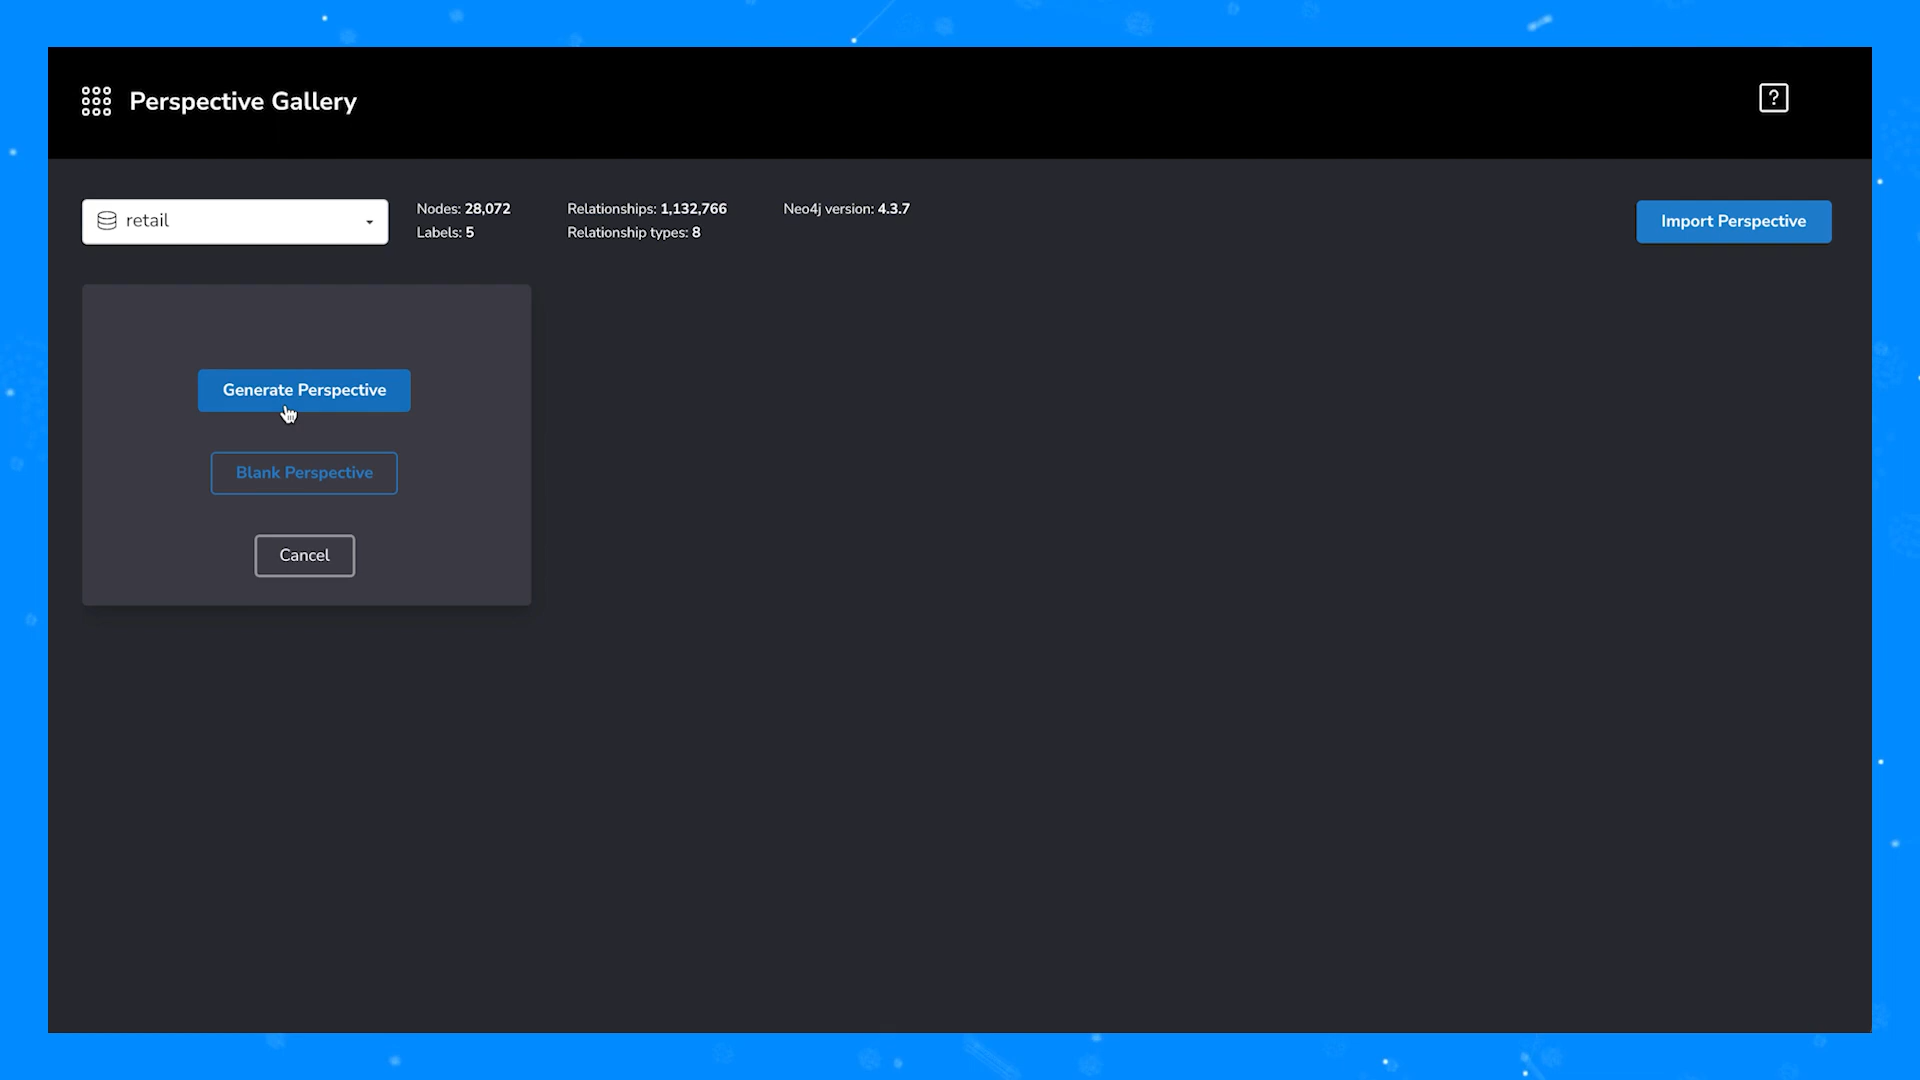 Perspective Gallery
?
retail
Nodes: 28,072
Labels: 5
Relationships: 1,132,766
Relationship types: 8
Neo4j version: 4.3.7
Import Perspective
Generate Perspective
Blank Perspective
Cancel